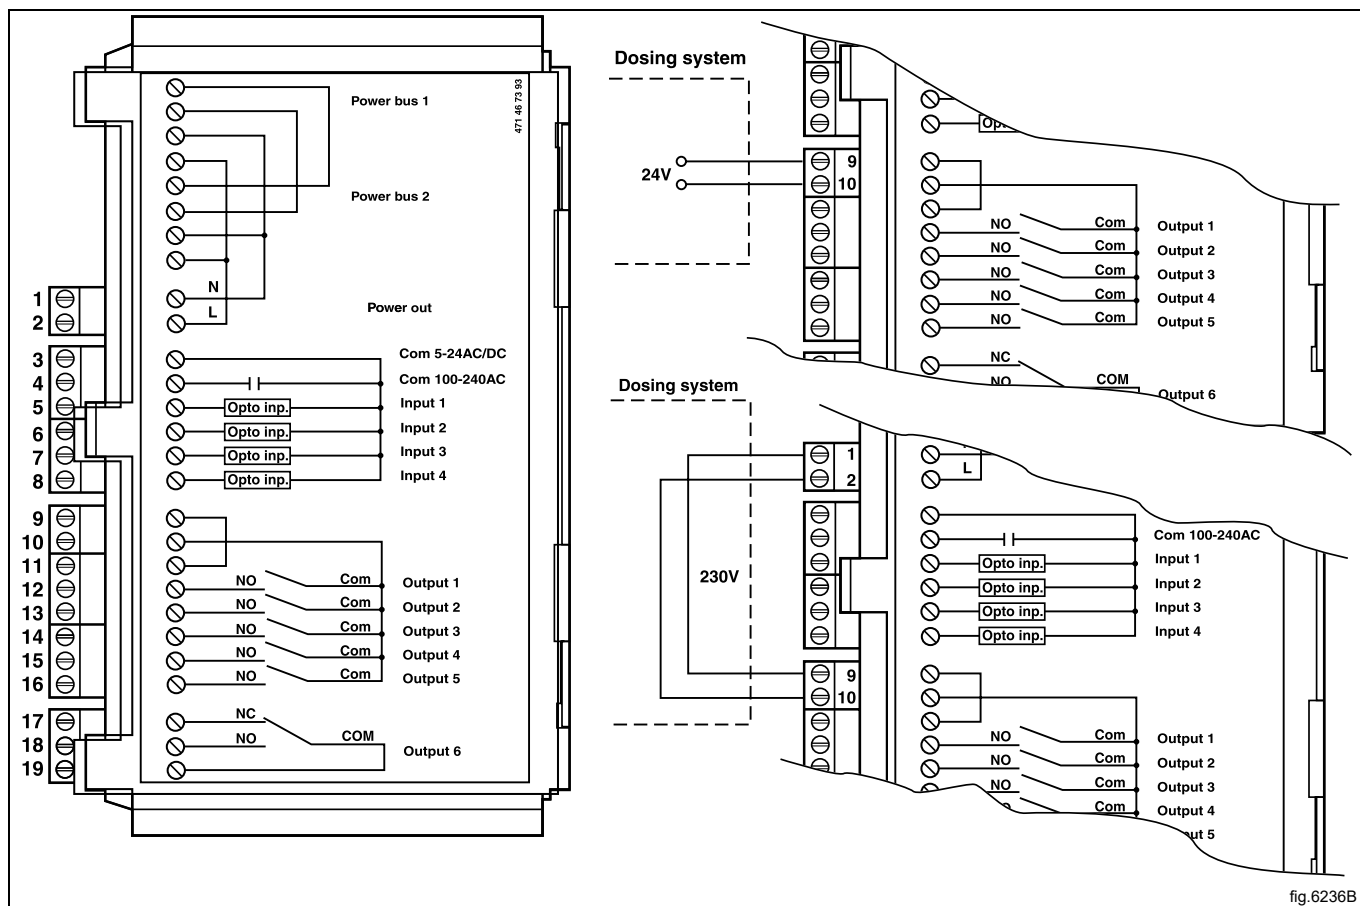 471 46 73 93
Power bus 1
Power bus 2
N
L
Power out
1
2
3
4
5
6
7
8
9
10
11
12
13
14
15
16
17
18
19
Com 5-24AC/DC
Com 100-240AC
Opto inp. Input 1
Opto inp. Input 2
Opto inp. Input 3
Opto inp. Input 4
NO Com Output 1
NO Com Output 2
NO Com Output 3
NO Com Output 4
NO Com Output 5
NC
NO COM Output 6
Dosing system
24V
9
10
NO Com Output 1
NO Com Output 2
NO Com Output 3
NO Com Output 4
NO Com Output 5
NC
NO COM Output 6
Dosing system
230V
1
2
L
9
10
Com 100-240AC
Opto inp. Input 1
Opto inp. Input 2
Opto inp. Input 3
Opto inp. Input 4
NO Com Output 1
NO Com Output 2
NO Com Output 3
Com Output 4
ut 5
fig.6236B